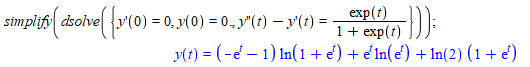 simplify(dsolve({y'(0) = 0, y(0) = 0., y''(t) - y'(t) = exp(t)/(1 + exp(t))}));
y(t) = (-e^t - 1) ln(1 + e^t) + e^t ln(e^t) + ln(2) (1 + e^t)